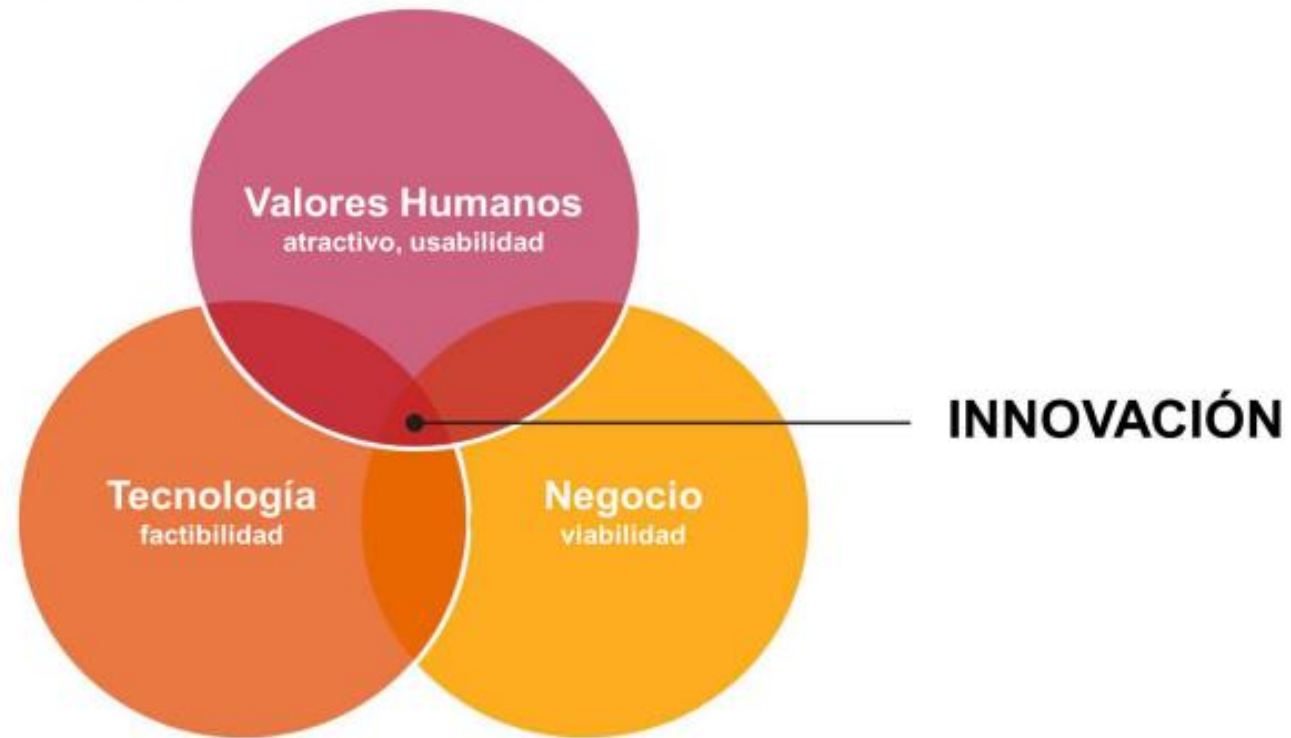 Valores Humanos
atractivo, usabilidad
INNOVACIÓN
Tecnología
factibilidad
Negocio
viabilidad